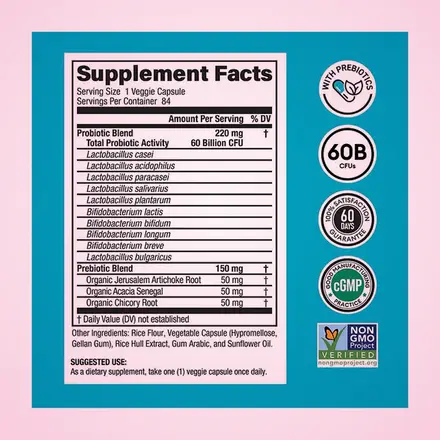 Supplement Facts
Serving Size 1 Veggie Capsule
Servings Per Container 84
Amount Per Serving % DV
Probiotic Blend 220 mg †
Total Probiotic Activity 60 Billion CFU
Lactobacillus casei
Lactobacillus acidophilus
Lactobacillus paracasei
Lactobacillus salivarius
Lactobacillus plantarum
Bifidobacterium lactis
Bifidobacterium bifidum
Bifidobacterium longum
Bifidobacterium breve
Lactobacillus bulgaricus
Prebiotic Blend 150 mg †
Organic Jerusalem Artichoke Root 50 mg †
Organic Acacia Senegal 50 mg †
Organic Chicory Root 50 mg †
† Daily Value (DV) not established
Other Ingredients: Rice Flour, Vegetable Capsule (Hypromellose,
Gellan Gum), Rice Hull Extract, Gum Arabic, and Sunflower Oil.
SUGGESTED USE:
As a dietary supplement, take one (1) veggie capsule once daily.
WITH PREBIOTICS
60B
CFUs
100% SATISFACTION
60
DAYS
GUARANTEE
GOOD MANUFACTURING
cGMP
PRACTICE
NON
GMO
Project
VERIFIED
nongmoproject.org